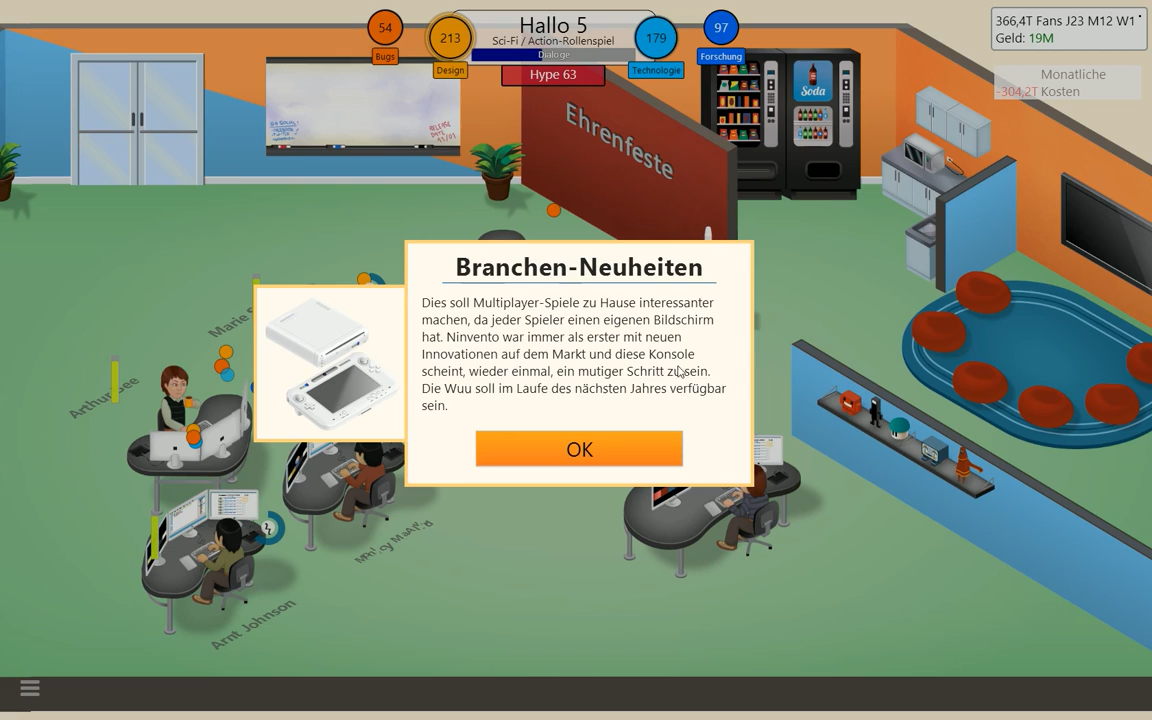 Hallo 5
Sci-Fi / Action-Rollenspiel
Dialoge
Hype 63
54
Bugs
213
Design
179
Technologie
97
Forschung
366,4T Fans J23 M12 W1
Geld: 19M
Monatliche
-304,2T Kosten
RELEASE
DATE
Ehrenfeste
Soda
Branchen-Neuheiten
Dies soll Multiplayer-Spiele zu Hause interessanter
machen, da jeder Spieler einen eigenen Bildschirm
hat. Ninvento war immer als erster mit neuen
Innovationen auf dem Markt und diese Konsole
scheint, wieder einmal, ein mutiger Schritt zu sein.
Die Wuu soll im Laufe des nächsten Jahres verfügbar
sein.
OK
Marie
Arnt Johnson